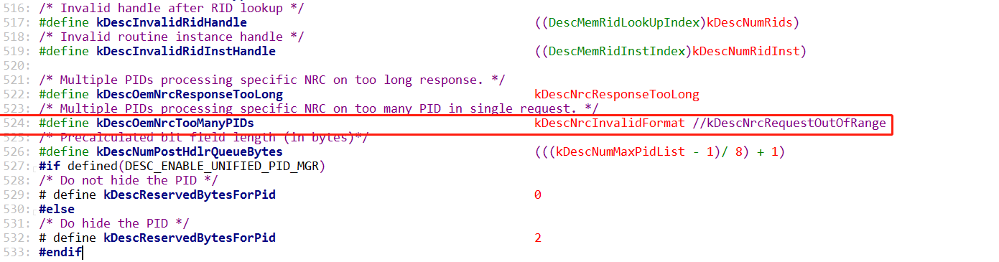 516: /* Invalid handle after RID lookup */
517: #define kDescInvalidRidHandle ((DescMemRidLookUpIndex)kDescNumRids)
518: /* Invalid routine instance handle */
519: #define kDescInvalidRidInstHandle ((DescMemRidInstIndex)kDescNumRidInst)
520:
521: /* Multiple PIDs processing specific NRC on too long response. */
522: #define kDescOemNrcResponseTooLong kDescNrcResponseTooLong
523: /* Multiple PIDs processing specific NRC on too many PID in single request. */
524: #define kDescOemNrcTooManyPIDs kDescNrcInvalidFormat //kDescNrcRequestOutOfRange
525: /* Precalculated bit field length (in bytes)*/
526: #define kDescNumPostHdlrQueueBytes (((kDescNumMaxPidList - 1)/ 8) + 1)
527: #if defined(DESC_ENABLE_UNIFIED_PID_MGR)
528: /* Do not hide the PID */
529: # define kDescReservedBytesForPid 0
530: #else
531: /* Do hide the PID */
532: # define kDescReservedBytesForPid 2
533: #endif